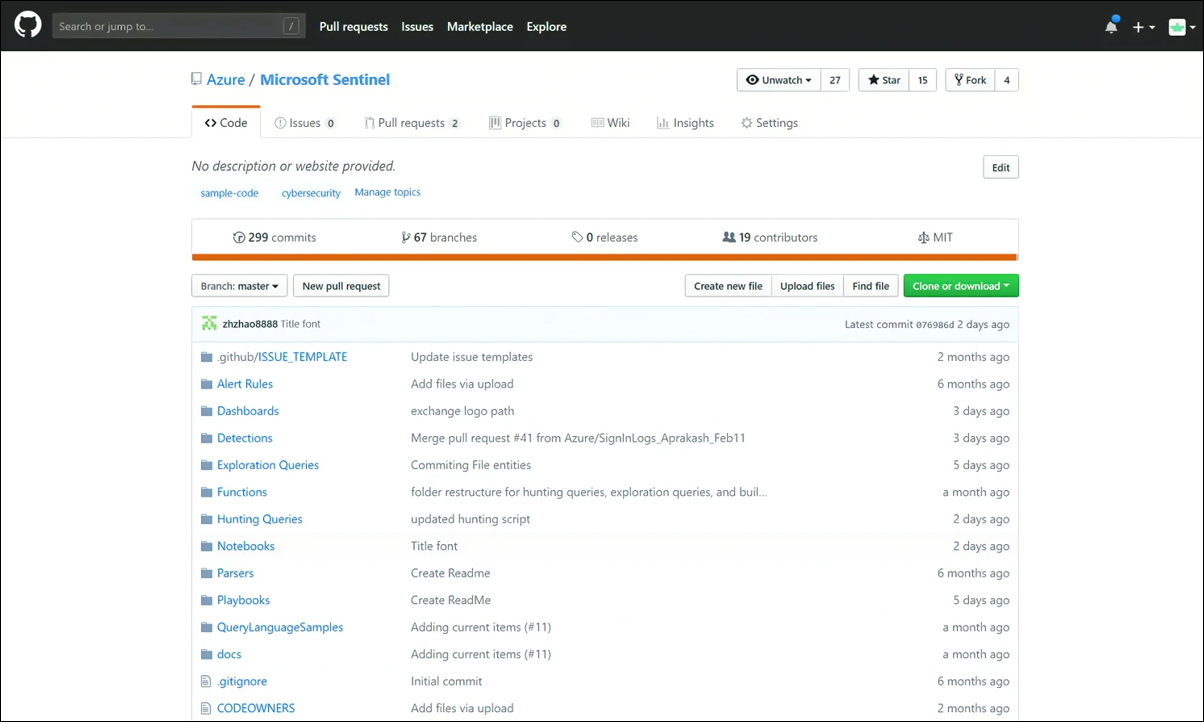 Search or jump to... / Pull requests Issues Marketplace Explore
Azure / Microsoft Sentinel Unwatch 27 Star 15 Fork 4
Code Issues 0 Pull requests 2 Projects 0 Wiki Insights Settings
No description or website provided. Edit
sample-code cybersecurity Manage topics
299 commits 67 branches 0 releases 19 contributors MIT
Branch: master New pull request Create new file Upload files Find file Clone or download
zhzhao8888 Title font Latest commit 076986d 2 days ago
.github/ISSUE_TEMPLATE Update issue templates 2 months ago
Alert Rules Add files via upload 6 months ago
Dashboards exchange logo path 3 days ago
Detections Merge pull request #41 from Azure/SignInLogs_Aprakash_Feb11 3 days ago
Exploration Queries Commiting File entities 5 days ago
Functions folder restructure for hunting queries, exploration queries, and buil... a month ago
Hunting Queries updated hunting script 2 days ago
Notebooks Title font 2 days ago
Parsers Create Readme 6 months ago
Playbooks Create ReadMe 5 days ago
QueryLanguageSamples Adding current items (#11) a month ago
docs Adding current items (#11) a month ago
.gitignore Initial commit 6 months ago
CODEOWNERS Add files via upload 2 months ago